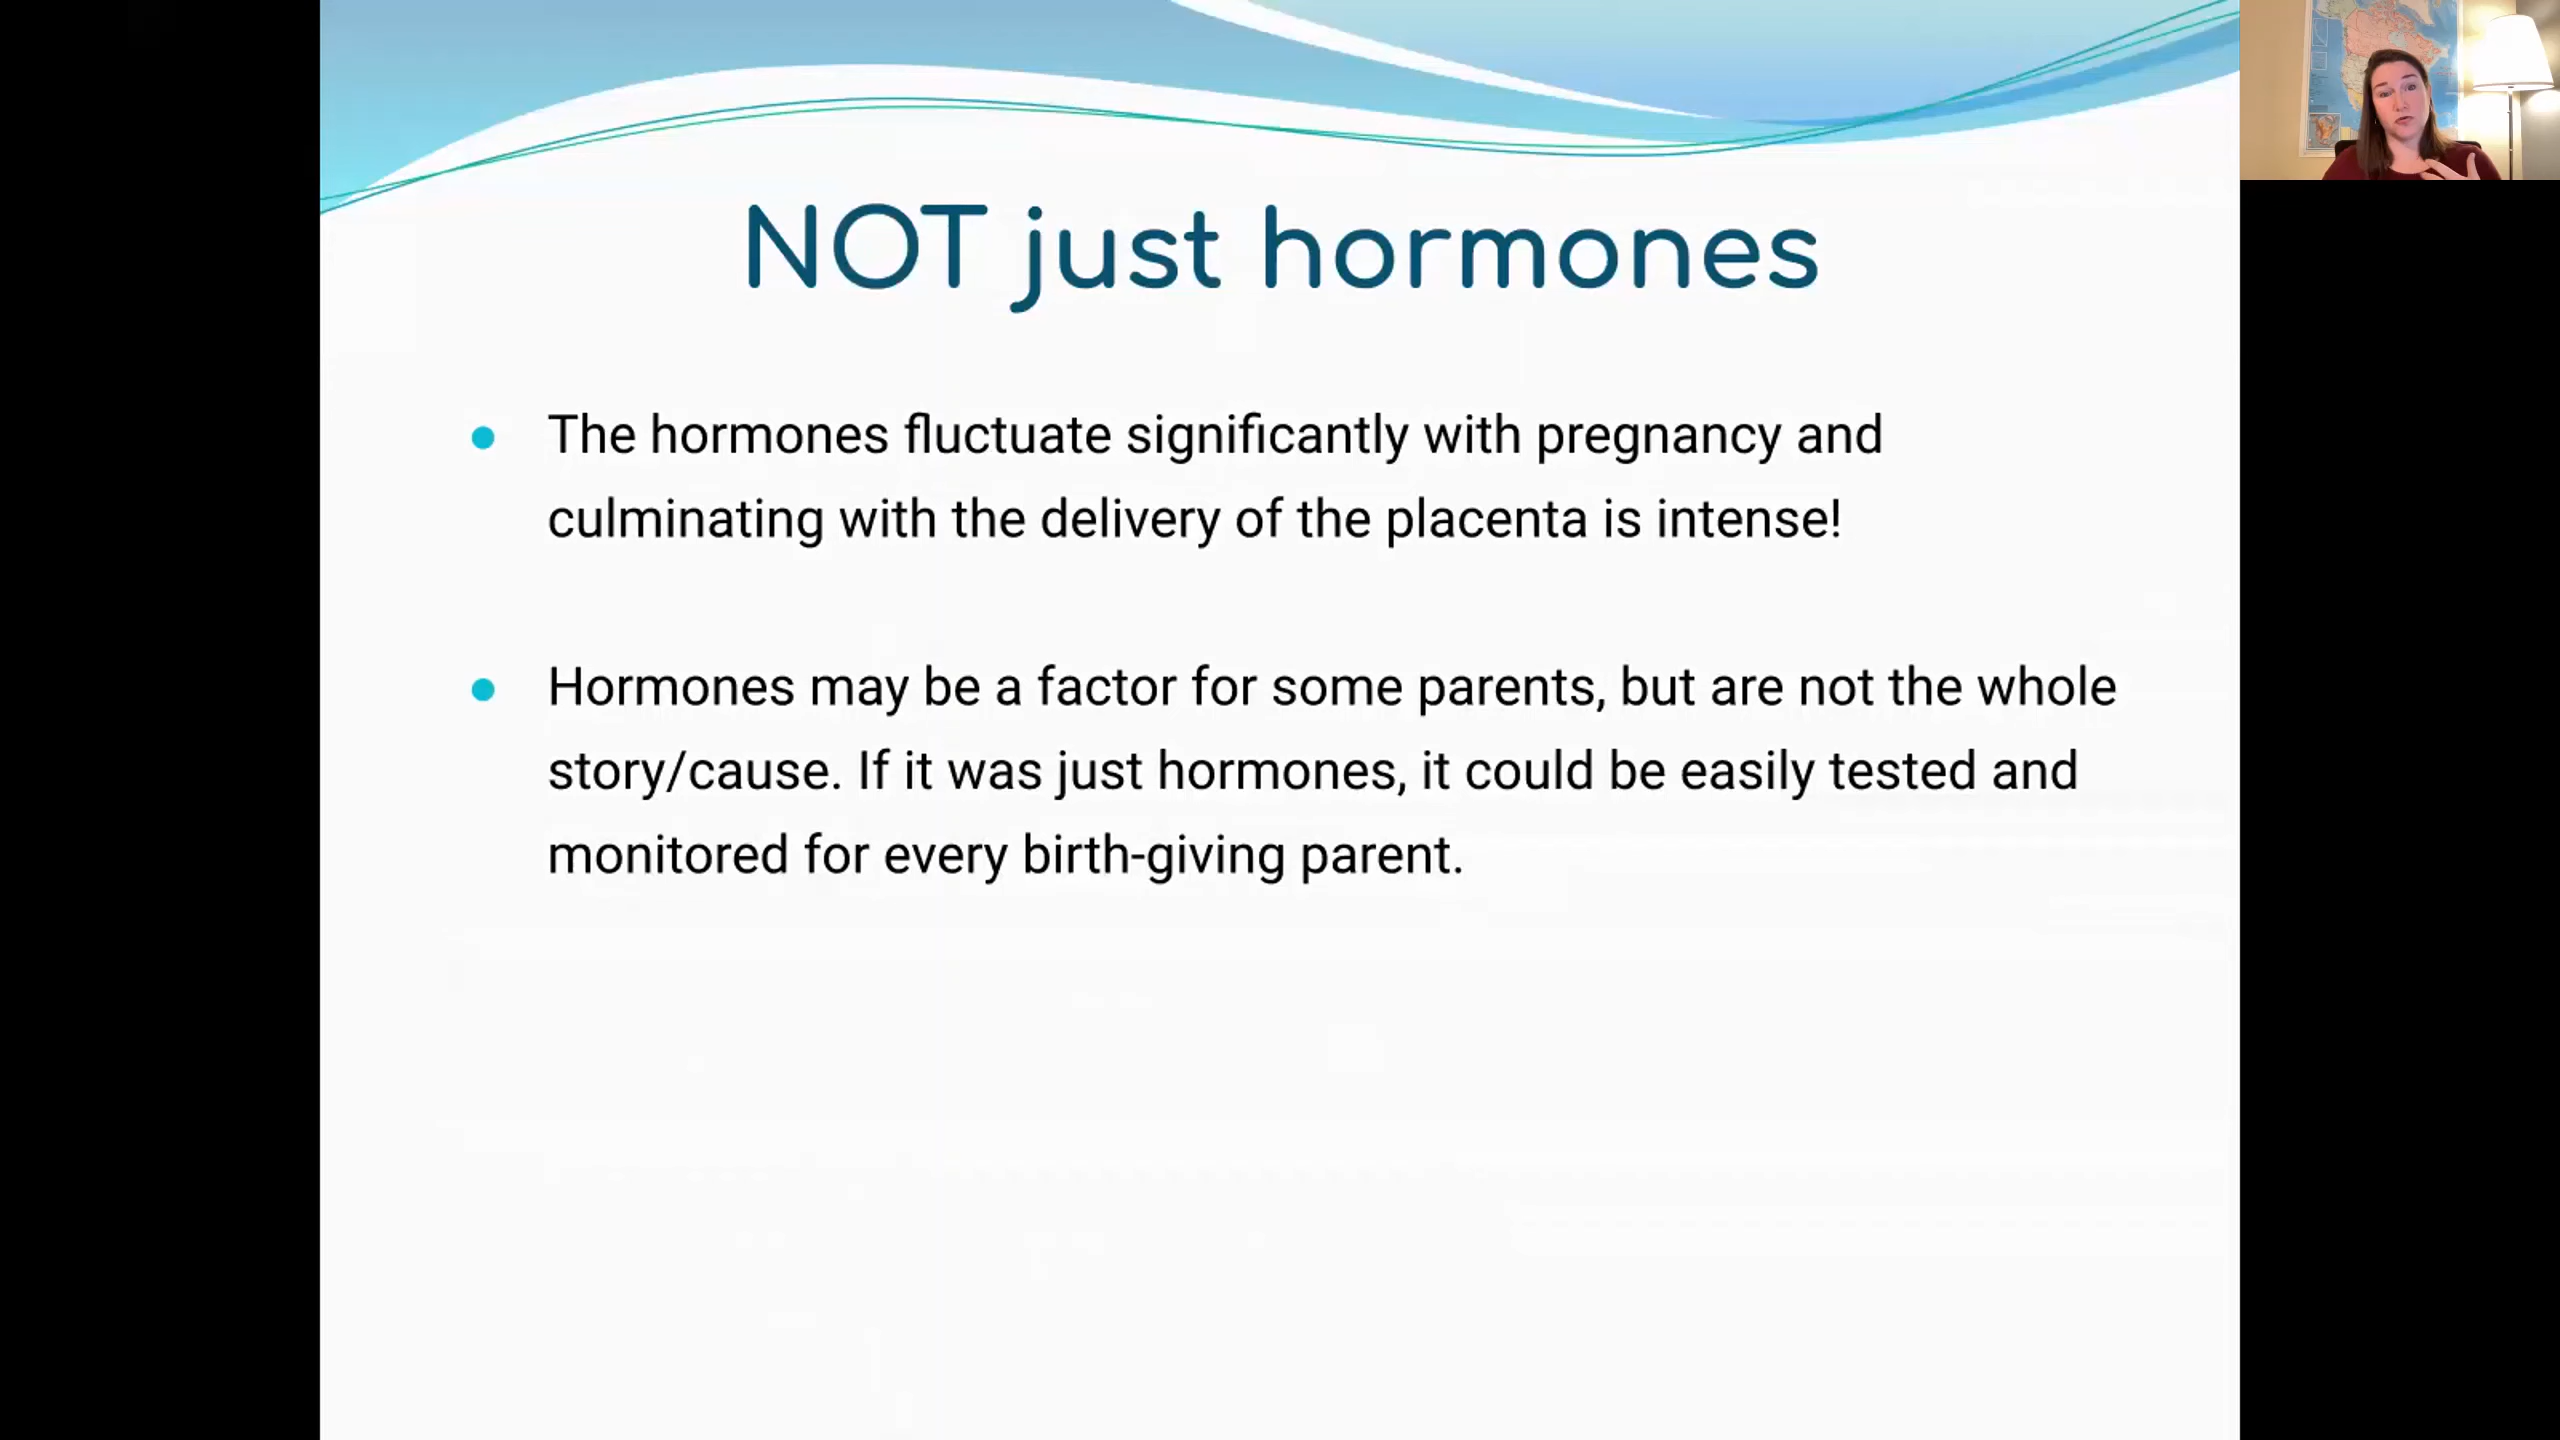 NOT just hormones
The hormones fluctuate significantly with pregnancy and
culminating with the delivery of the placenta is intense!
Hormones may be a factor for some parents, but are not the whole
story/cause. If it was just hormones, it could be easily tested and
monitored for every birth-giving parent.